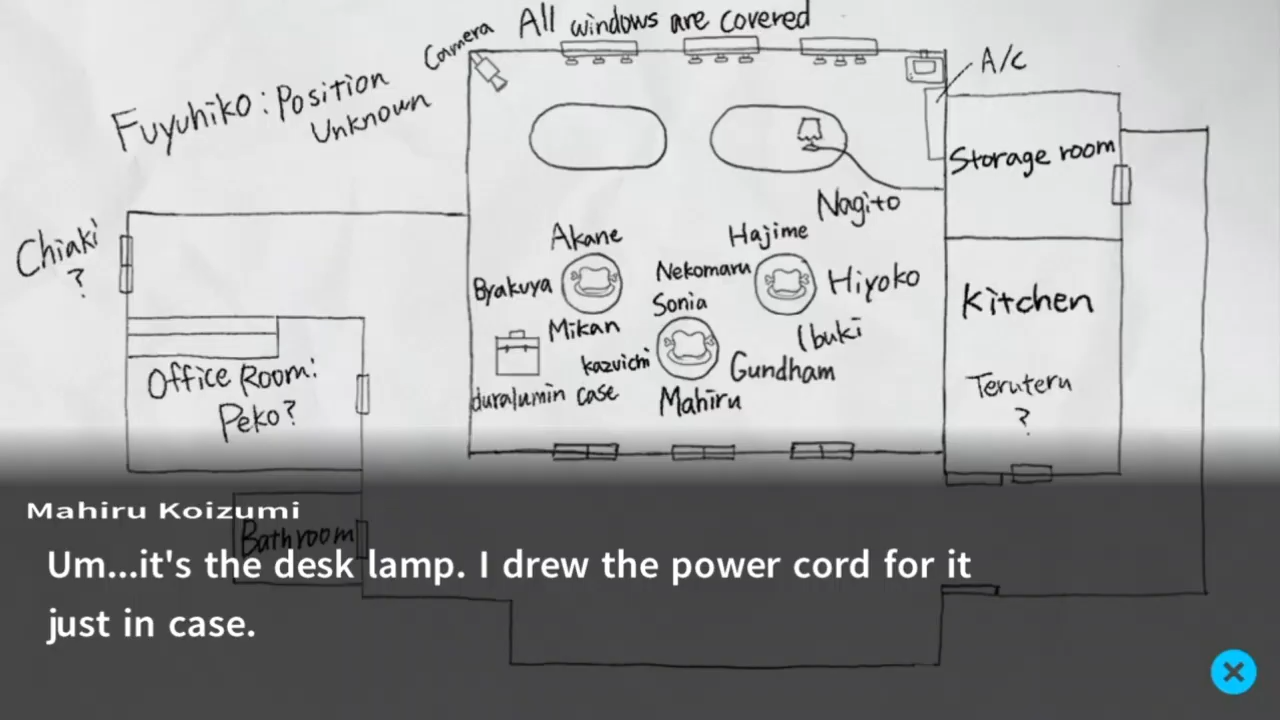 All windows are covered
Camera
A/C
Fuyuhiko: Position
Unknown
Storage room
Nagito
Chiaki
?
Akane
Hajime
Byakuya
Nekomaru
Hiyoko
Sonia
Kitchen
Mikan
Ibuki
kazuichi
Gundham
duralumin case
Mahiru
Teruteru
?
Office Room:
Peko?
Mahiru Koizumi
Bathroom
Um...it's the desk lamp. I drew the power cord for it
just in case.